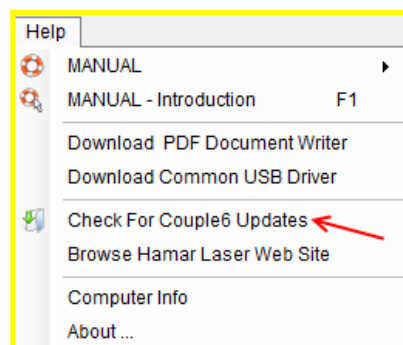 Help
MANUAL
MANUAL - Introduction F1
Download PDF Document Writer
Download Common USB Driver
Check For Couple6 Updates
Browse Hamar Laser Web Site
Computer Info
About ...